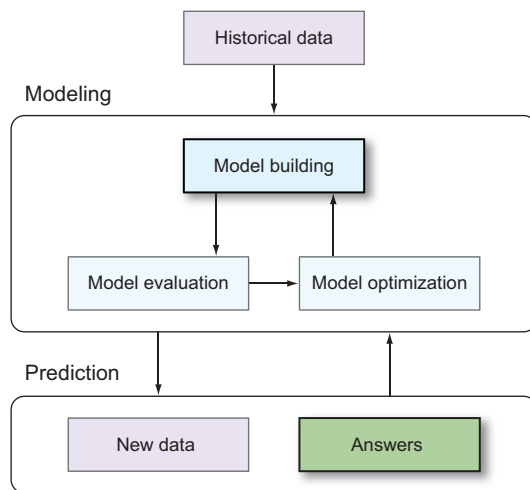 Historical data
Modeling
Model building
Model evaluation
Model optimization
Prediction
New data
Answers